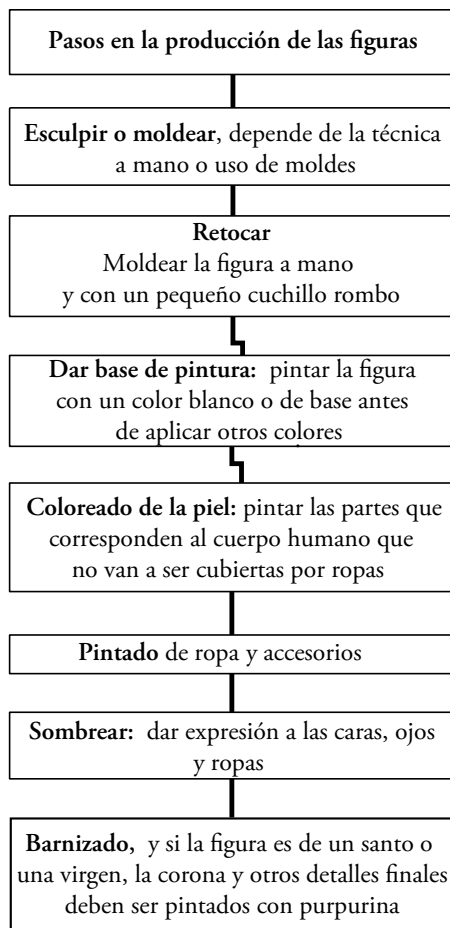 Pasos en la producción de las figuras
Esculpir o moldear, depende de la técnica
a mano o uso de moldes
Retocar
Moldear la figura a mano
y con un pequeño cuchillo rombo
Dar base de pintura: pintar la figura
con un color blanco o de base antes
de aplicar otros colores
Coloreado de la piel: pintar las partes que
corresponden al cuerpo humano que
no van a ser cubiertas por ropas
Pintado de ropa y accesorios
Sombrear: dar expresión a las caras, ojos
y ropas
Barnizado, y si la figura es de un santo o
una virgen, la corona y otros detalles finales
deben ser pintados con purpurina